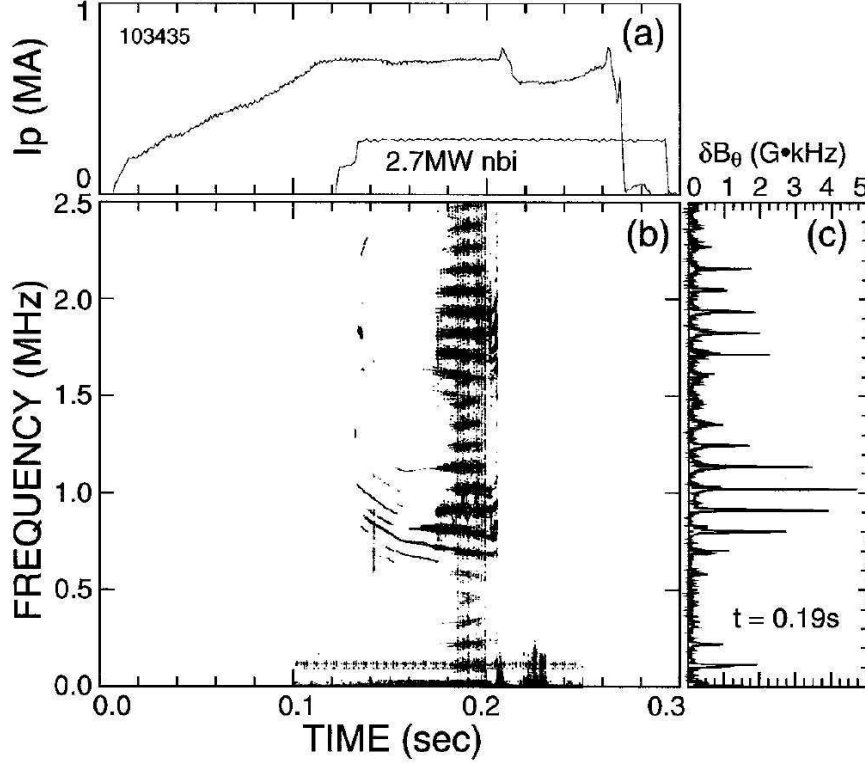 1
103435
(a)
Ip (MA)
2.7MW nbi
0
δBθ (G•kHz)
0 1 2 3 4 5
2.5
(b)
(c)
2.0
FREQUENCY (MHz)
1.5
1.0
0.5
t = 0.19s
0.0
0.0 0.1 0.2 0.3
TIME (sec)